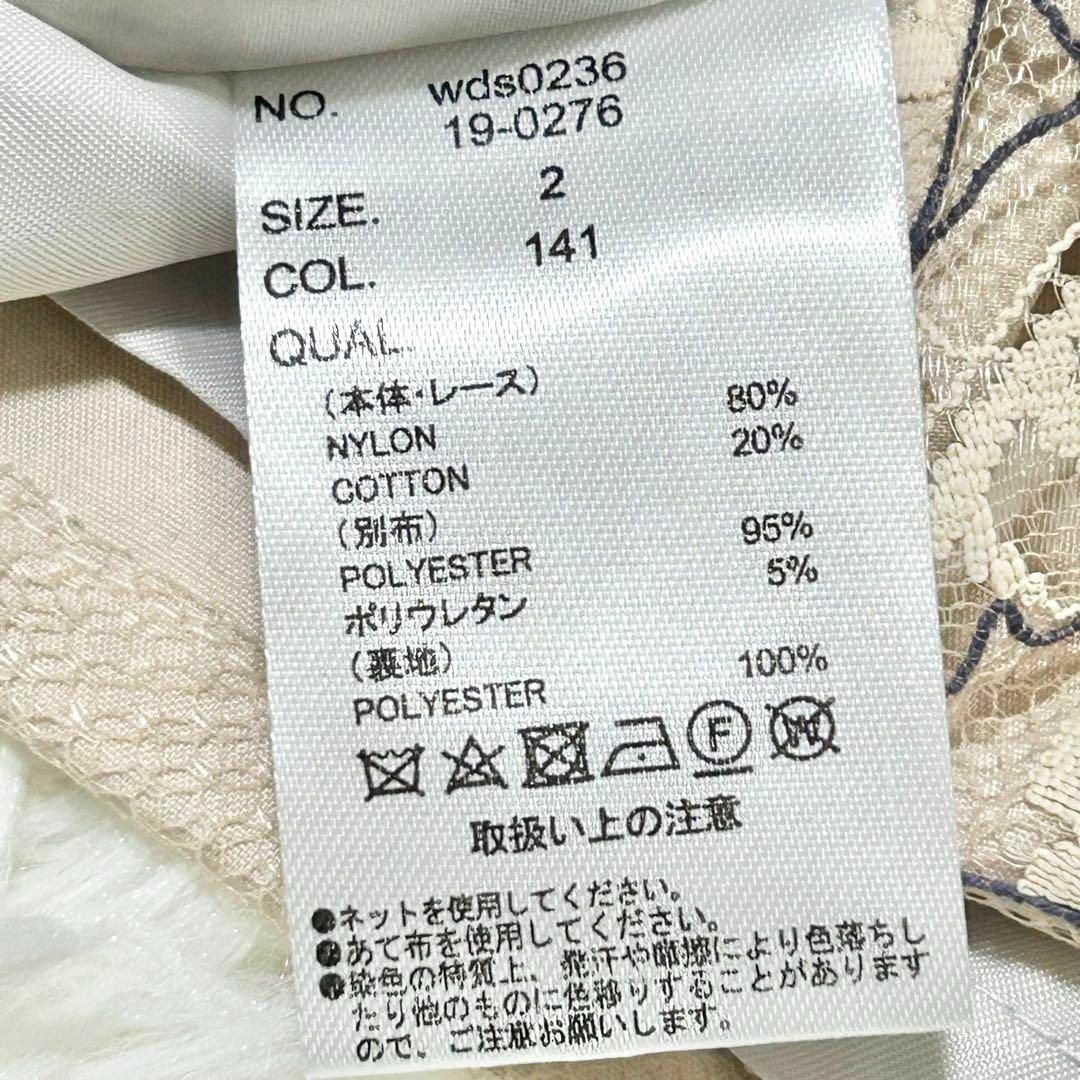 NO. wds0236
19-0276
SIZE. 2
COL. 141
QUAL.
(本体・レース)
NYLON 80%
COTTON 20%
(別布)
POLYESTER 95%
ポリウレタン 5%
(裏地)
POLYESTER 100%
F
取扱い上の注意
●ネットを使用してください。
●あて布を使用してください。
●染色の特質上、発汗や摩擦により色落ちし
たり他のものに色移りすることがあります
ので、ご注意お願いします。